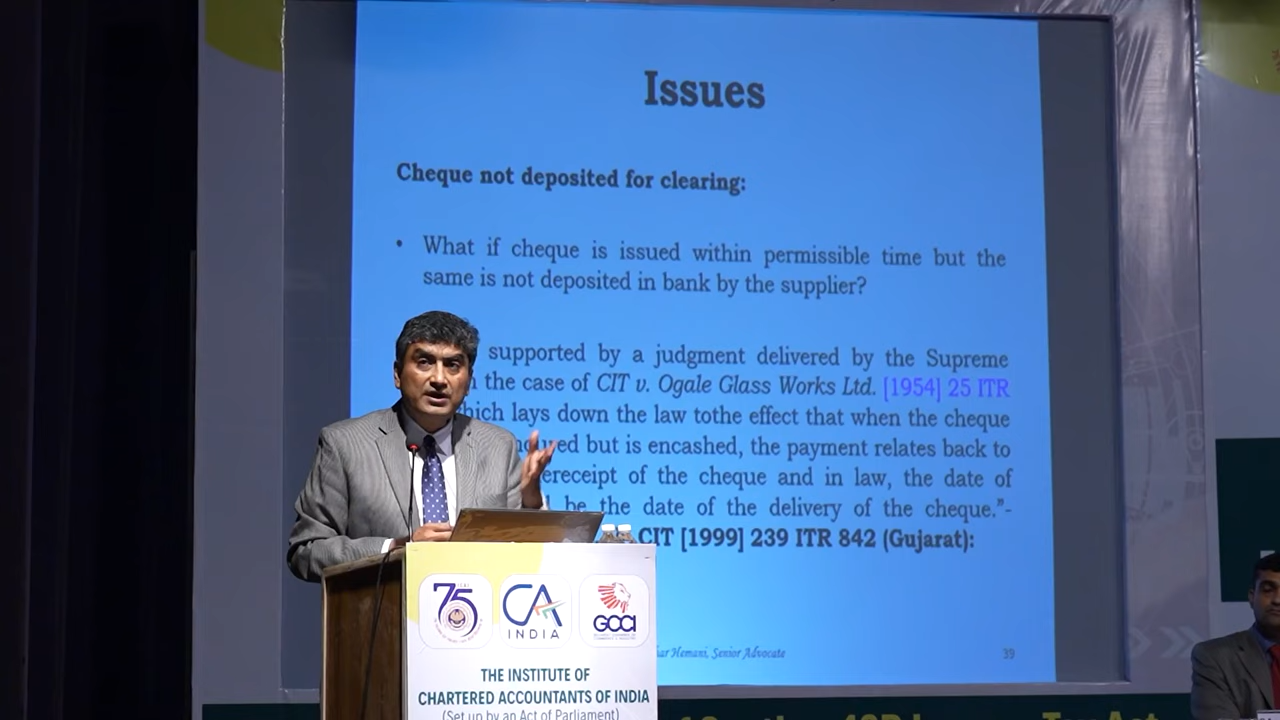 Issues
Cheque not deposited for clearing:
• What if cheque is issued within permissible time but the
same is not deposited in bank by the supplier?
supported by a judgment delivered by the Supreme
the case of CIT v. Ogale Glass Works Ltd. [1954] 25 ITR
lays down the law tothe effect that when the cheque
but is encashed, the payment relates back to
ereceipt of the cheque and in law, the date of
be the date of the delivery of the cheque.”-
CIT [1999] 239 ITR 842 (Gujarat):
Hemani, Senior Advocate
39
75
CA
INDIA
GCCI
THE INSTITUTE OF
CHARTERED ACCOUNTANTS OF INDIA
(Set up by an Act of Parliament)